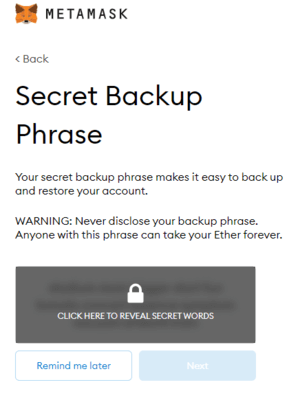 METAMASK
< Back
Secret Backup
Phrase
Your secret backup phrase makes it easy to back up
and restore your account.
WARNING: Never disclose your backup phrase.
Anyone with this phrase can take your Ether forever.
CLICK HERE TO REVEAL SECRET WORDS
Remind me later
Next